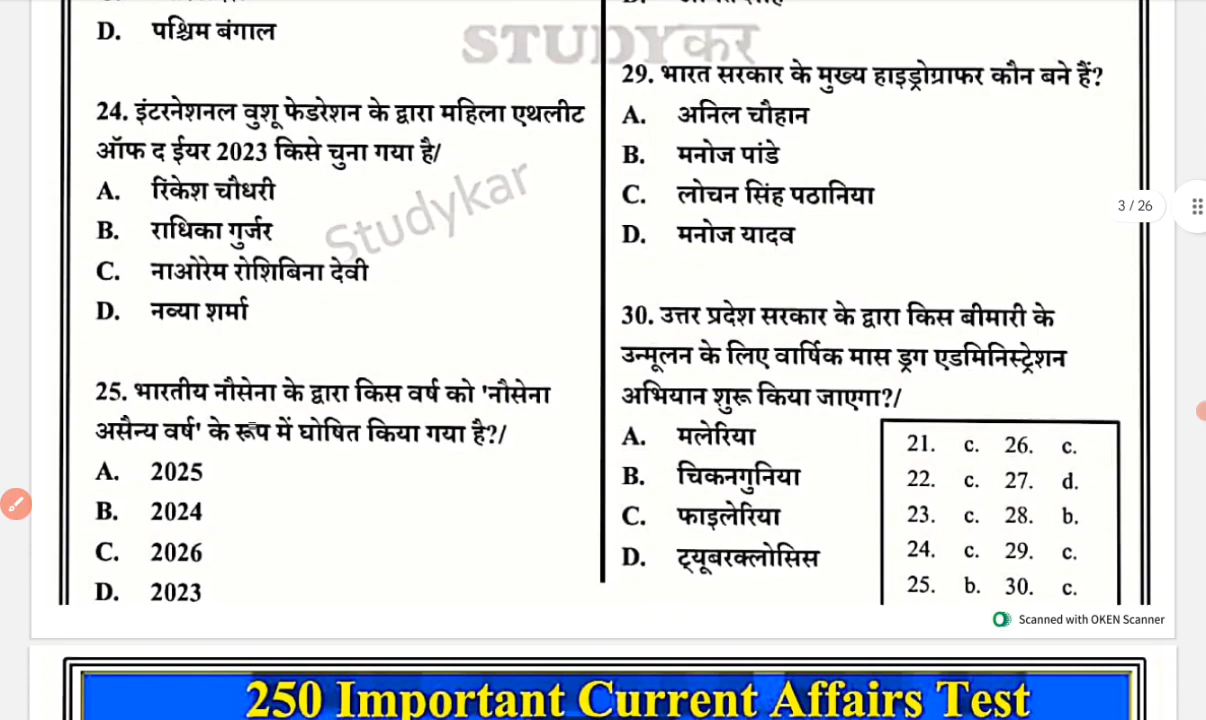 D. पश्चिम बंगाल
24. इंटरनेशनल वुशू फेडरेशन के द्वारा महिला एथलीट
ऑफ द ईयर 2023 किसे चुना गया है/
A. रिंकेश चौधरी
B. राधिका गुर्जर
C. नाओरेम रोशिबिना देवी
D. नव्या शर्मा
25. भारतीय नौसेना के द्वारा किस वर्ष को 'नौसेना
असैन्य वर्ष' के रूप में घोषित किया गया है?/
A. 2025
B. 2024
C. 2026
D. 2023
STUDYकर
Studykar
29. भारत सरकार के मुख्य हाइड्रोग्राफर कौन बने हैं?
A. अनिल चौहान
B. मनोज पांडे
C. लोचन सिंह पठानिया
D. मनोज यादव
30. उत्तर प्रदेश सरकार के द्वारा किस बीमारी के
उन्मूलन के लिए वार्षिक मास ड्रग एडमिनिस्ट्रेशन
अभियान शुरू किया जाएगा?/
A. मलेरिया
B. चिकनगुनिया
C. फाइलेरिया
D. ट्यूबरक्लोसिस
21. c. 26. c.
22. c. 27. d.
23. c. 28. b.
24. c. 29. c.
25. b. 30. c.
3 / 26
Scanned with OKEN Scanner
250 Important Current Affairs Test